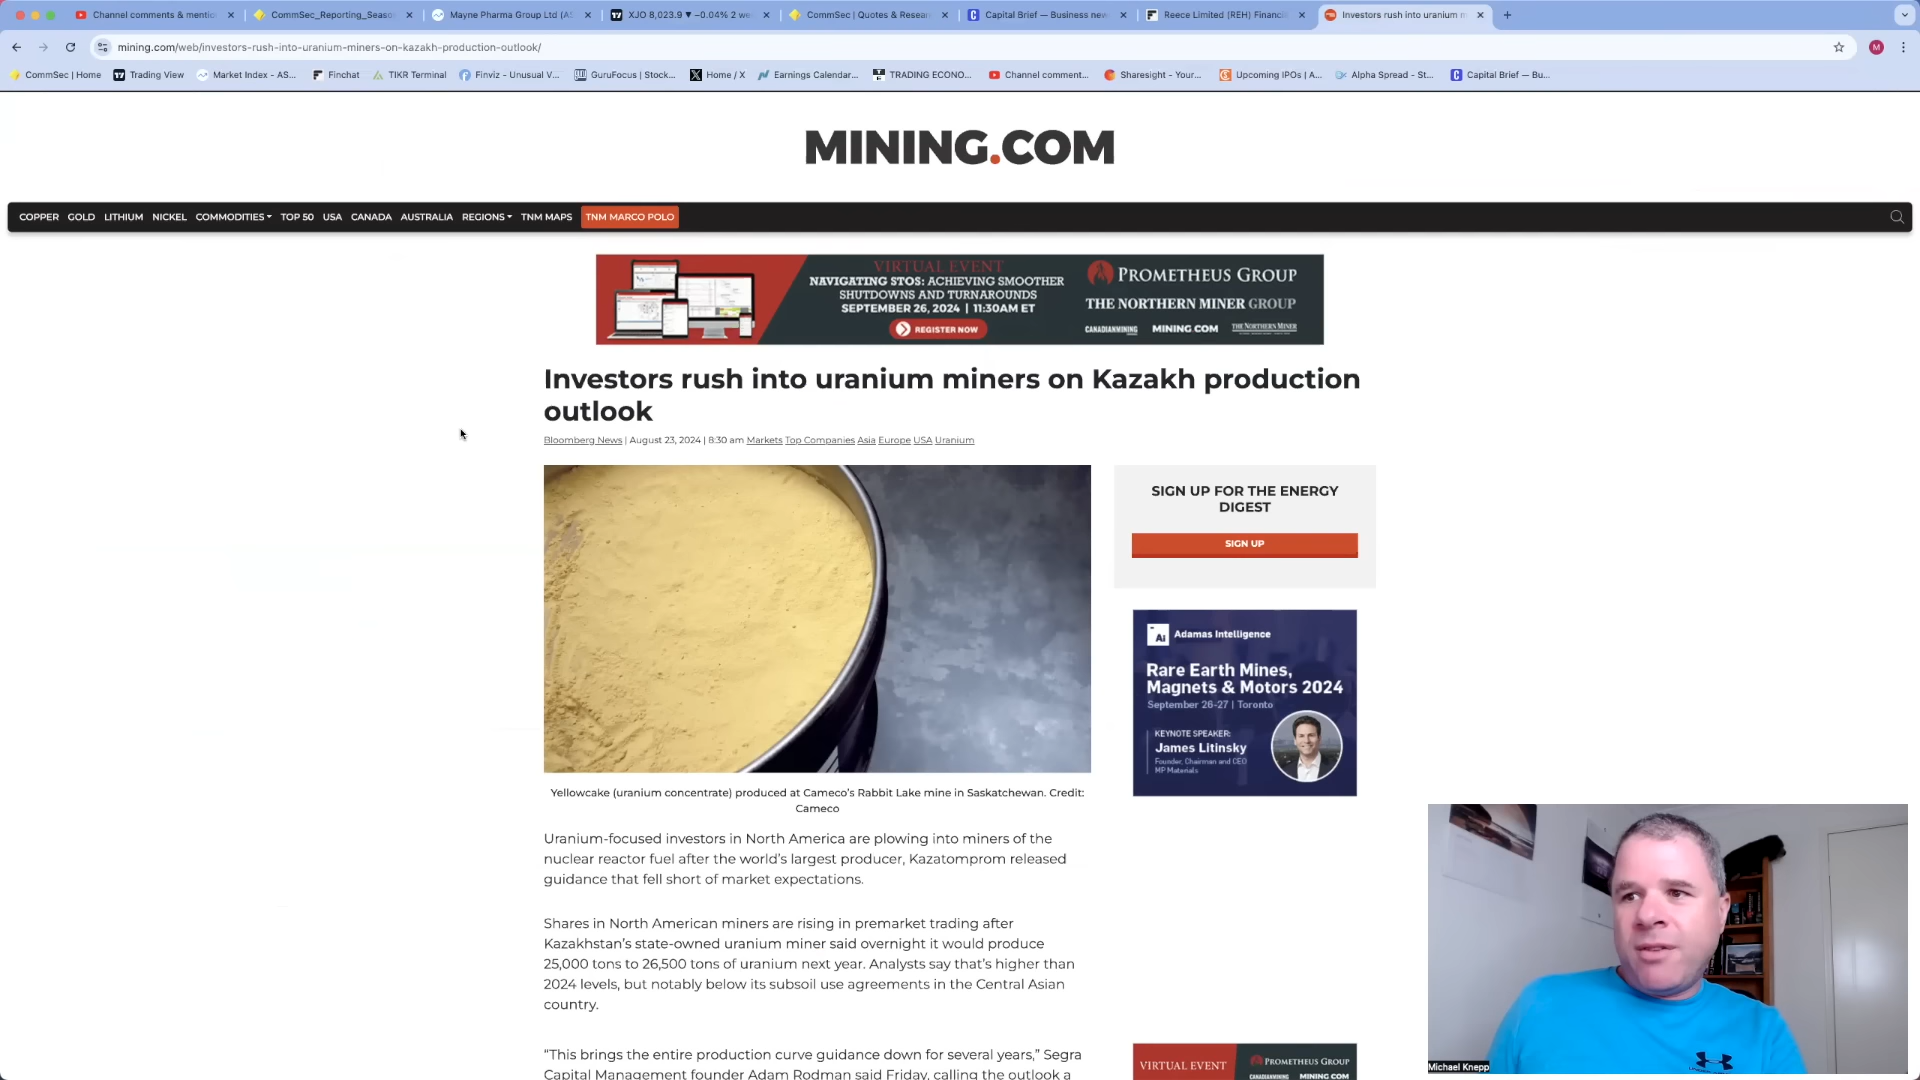 Channel comments & mentic
CommSec_Reporting_Seaso
Mayne Pharma Group Ltd (AS
XJO 8,023.9 ▼ −0.04% 2 we
CommSec | Quotes & Resear
Capital Brief — Business new
Reece Limited (REH) Financi
Investors rush into uranium m
mining.com/web/investors-rush-into-uranium-miners-on-kazakh-production-outlook/
M
CommSec | Home
Trading View
Market Index - AS...
Finchat
TIKR Terminal
Finviz - Unusual V...
GuruFocus | Stock...
Home / X
Earnings Calendar...
TRADING ECONO...
Channel comment...
Sharesight - Your...
Upcoming IPOs | A...
Alpha Spread - St...
Capital Brief — Bu...
MINING.COM
COPPER GOLD LITHIUM NICKEL COMMODITIES TOP 50 USA CANADA AUSTRALIA REGIONS TNM MAPS TNM MARCO POLO
VIRTUAL EVENT
NAVIGATING STOS: ACHIEVING SMOOTHER
SHUTDOWNS AND TURNAROUNDS
SEPTEMBER 26, 2024 | 11:30AM ET
REGISTER NOW
PROMETHEUS GROUP
THE NORTHERN MINER GROUP
CANADIANMINING MINING.COM THE NORTHERN MINER
Investors rush into uranium miners on Kazakh production
outlook
Bloomberg News | August 23, 2024 | 8:30 am Markets Top Companies Asia Europe USA Uranium
SIGN UP FOR THE ENERGY
DIGEST
SIGN UP
Ai Adamas Intelligence
Rare Earth Mines,
Magnets & Motors 2024
September 26-27 | Toronto
KEYNOTE SPEAKER:
James Litinsky
Founder, Chairman and CEO
MP Materials
Yellowcake (uranium concentrate) produced at Cameco's Rabbit Lake mine in Saskatchewan. Credit:
Cameco
Uranium-focused investors in North America are plowing into miners of the
nuclear reactor fuel after the world's largest producer, Kazatomprom released
guidance that fell short of market expectations.
Shares in North American miners are rising in premarket trading after
Kazakhstan's state-owned uranium miner said overnight it would produce
25,000 tons to 26,500 tons of uranium next year. Analysts say that's higher than
2024 levels, but notably below its subsoil use agreements in the Central Asian
country.
"This brings the entire production curve guidance down for several years," Segra
Capital Management founder Adam Rodman said Friday, calling the outlook a
VIRTUAL EVENT
PROMETHEUS GROUP
CANADIANMINING MINING.COM
Michael Knepp